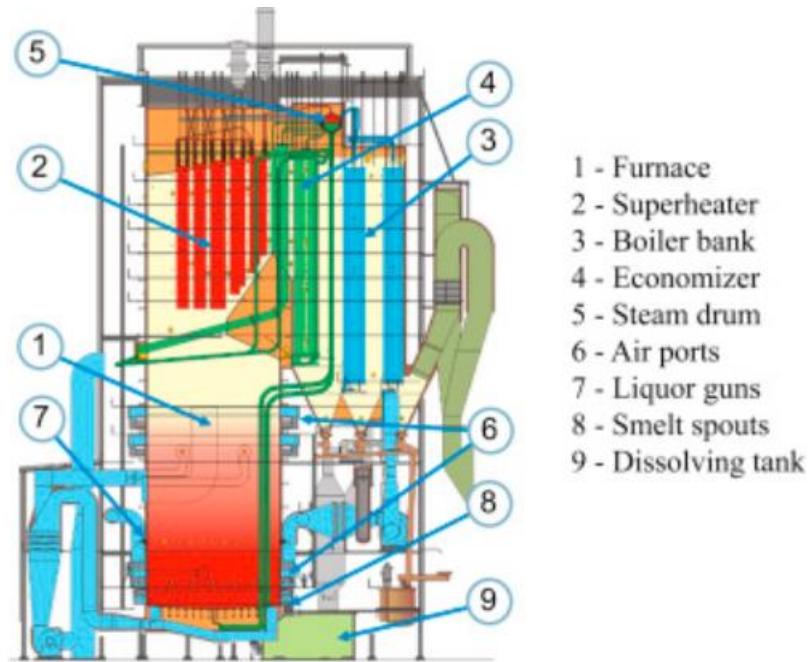 5
4
3
2
1
7
6
8
9
1 - Furnace
2 - Superheater
3 - Boiler bank
4 - Economizer
5 - Steam drum
6 - Air ports
7 - Liquor guns
8 - Smelt spouts
9 - Dissolving tank